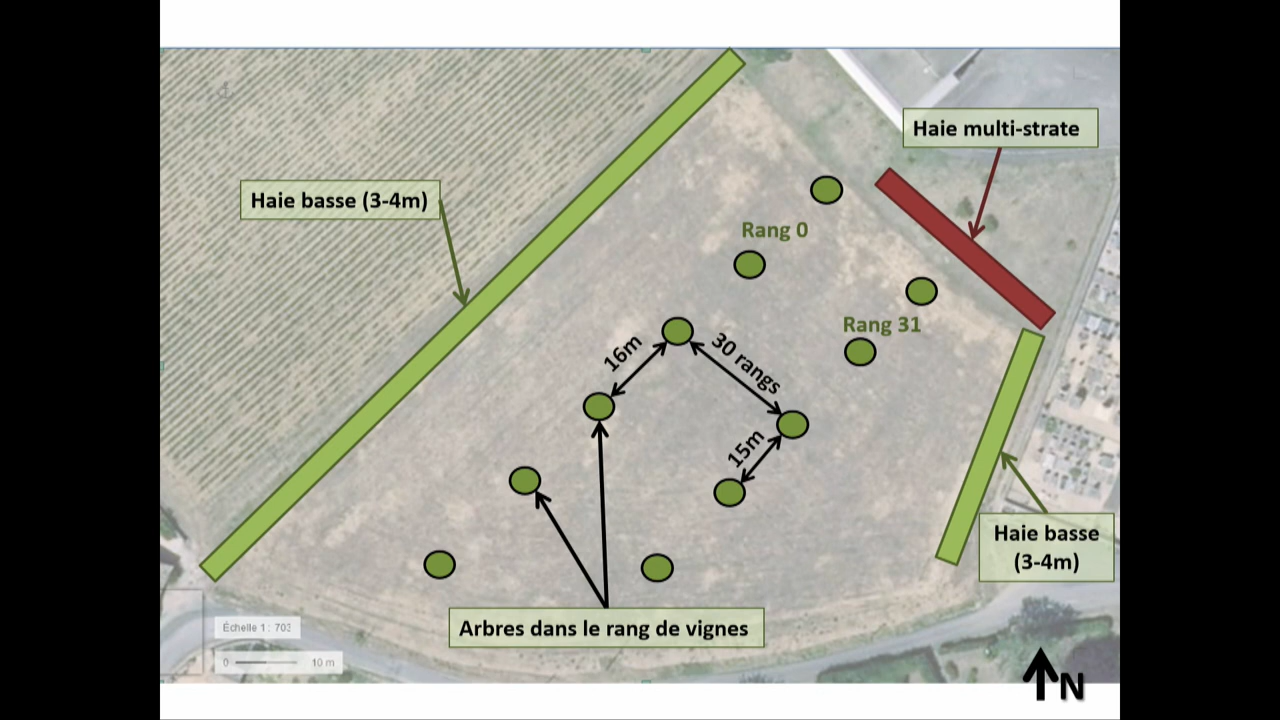 Haie multi-strate
Haie basse (3-4m)
Rang 0
Rang 31
16m
30 rangs
15m
Haie basse
(3-4m)
Arbres dans le rang de vignes
Échelle 1 : 703
0 10 m
N